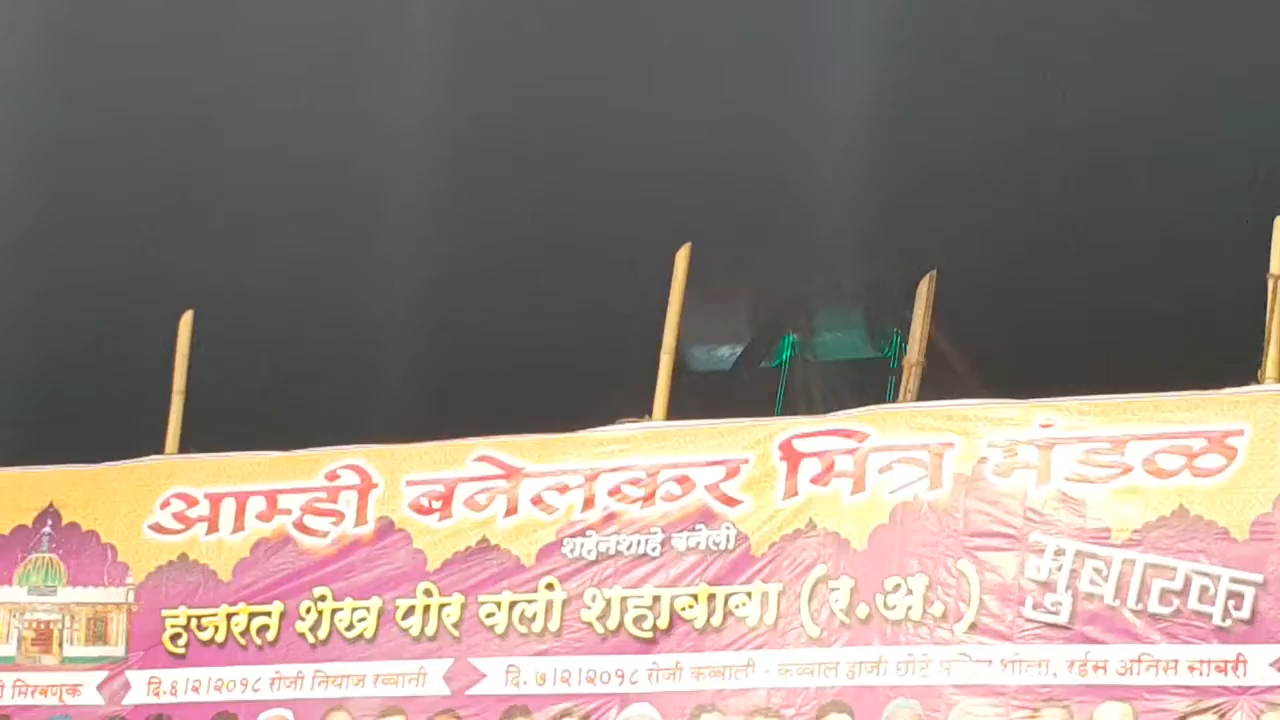 आम्ही बनेलकर मित्र मंडळ
शहेनशाहे बनेली
हजरत शेख पीर वली शहाबाबा (र.अ.) मुबारक
मिरवणूक दि.६।२।२०१८ रोजी नियाज रब्बानी दि. ७।२।२०१८ रोजी कव्वाली - कव्वाल हाजी छोटे शोला, रईस अनिस साबरी